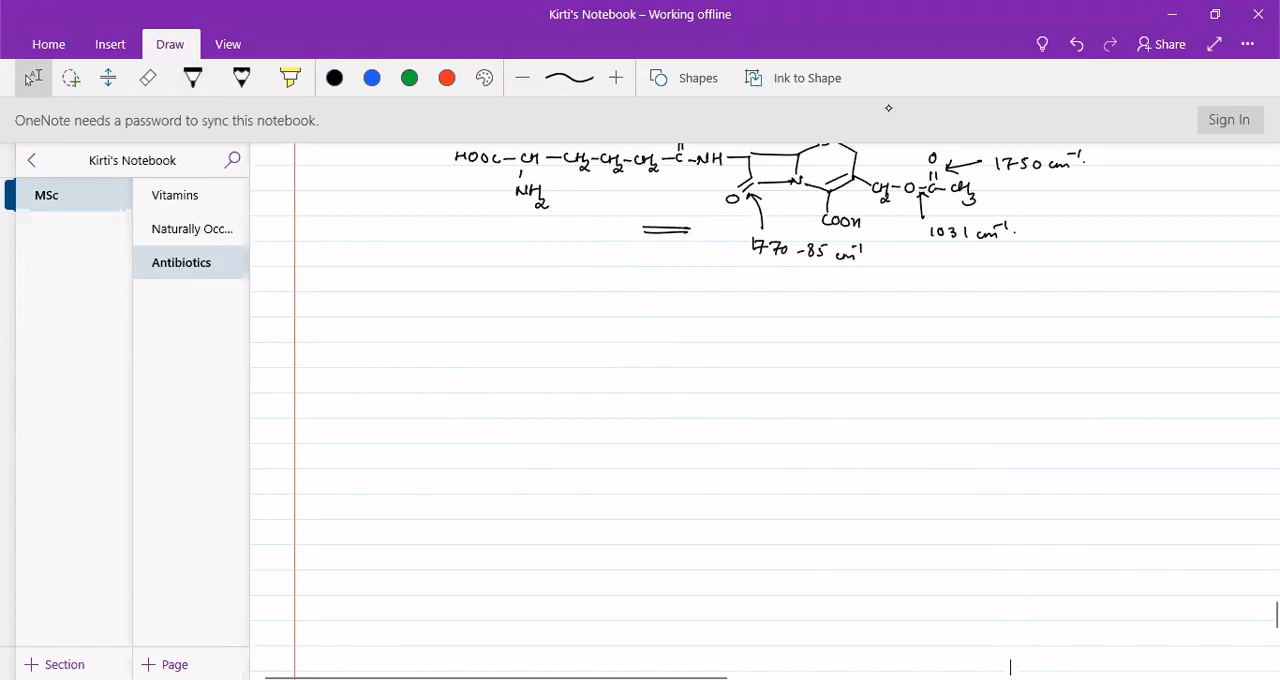 Kirti's Notebook – Working offline
Home Insert Draw View Share
Shapes Ink to Shape
OneNote needs a password to sync this notebook. Sign In
Kirti's Notebook
MSc
Vitamins
Naturally Occ...
Antibiotics
HOOC-CH-CH2-CH2-CH2-C-NH
O
1750 cm-1.
NH2
N
CH2-O-C-CH3
O
COOH
1031 cm-1.
1770-85 cm-1
+ Section + Page